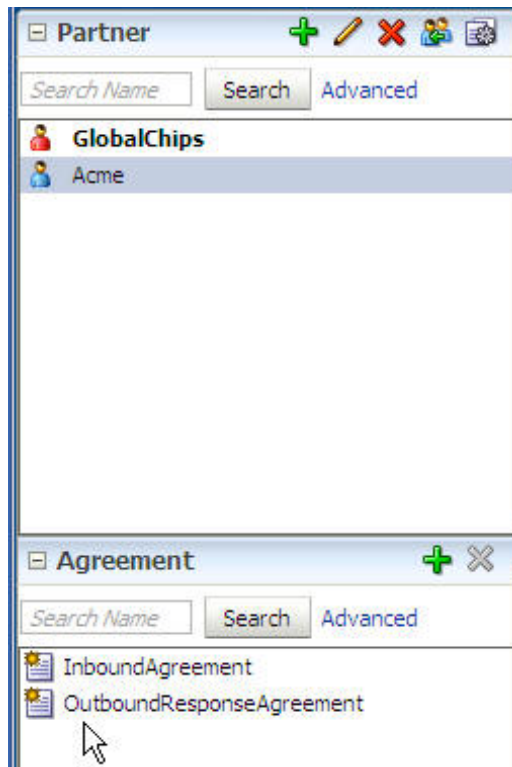 Partner
Search Name Search Advanced
GlobalChips
Acme
Agreement
Search Name Search Advanced
InboundAgreement
OutboundResponseAgreement